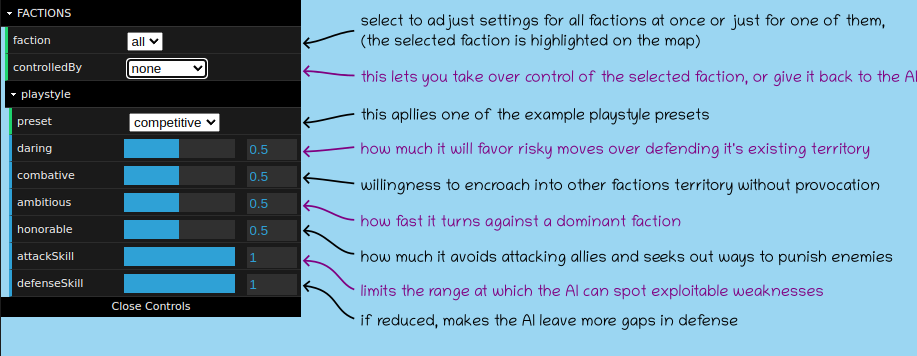 FACTIONS
faction all
controlledBy none
playstyle
preset competitive
daring 0.5
combative 0.5
ambitious 0.5
honorable 0.5
attackSkill 1
defenseSkill 1
Close Controls
select to adjust settings for all factions at once or just for one of them,
(the selected faction is highlighted on the map)
this lets you take over control of the selected faction, or give it back to the AI
this apllies one of the example playstyle presets
how much it will favor risky moves over defending it's existing territory
willingness to encroach into other factions territory without provocation
how fast it turns against a dominant faction
how much it avoids attacking allies and seeks out ways to punish enemies
limits the range at which the AI can spot exploitable weaknesses
if reduced, makes the AI leave more gaps in defense